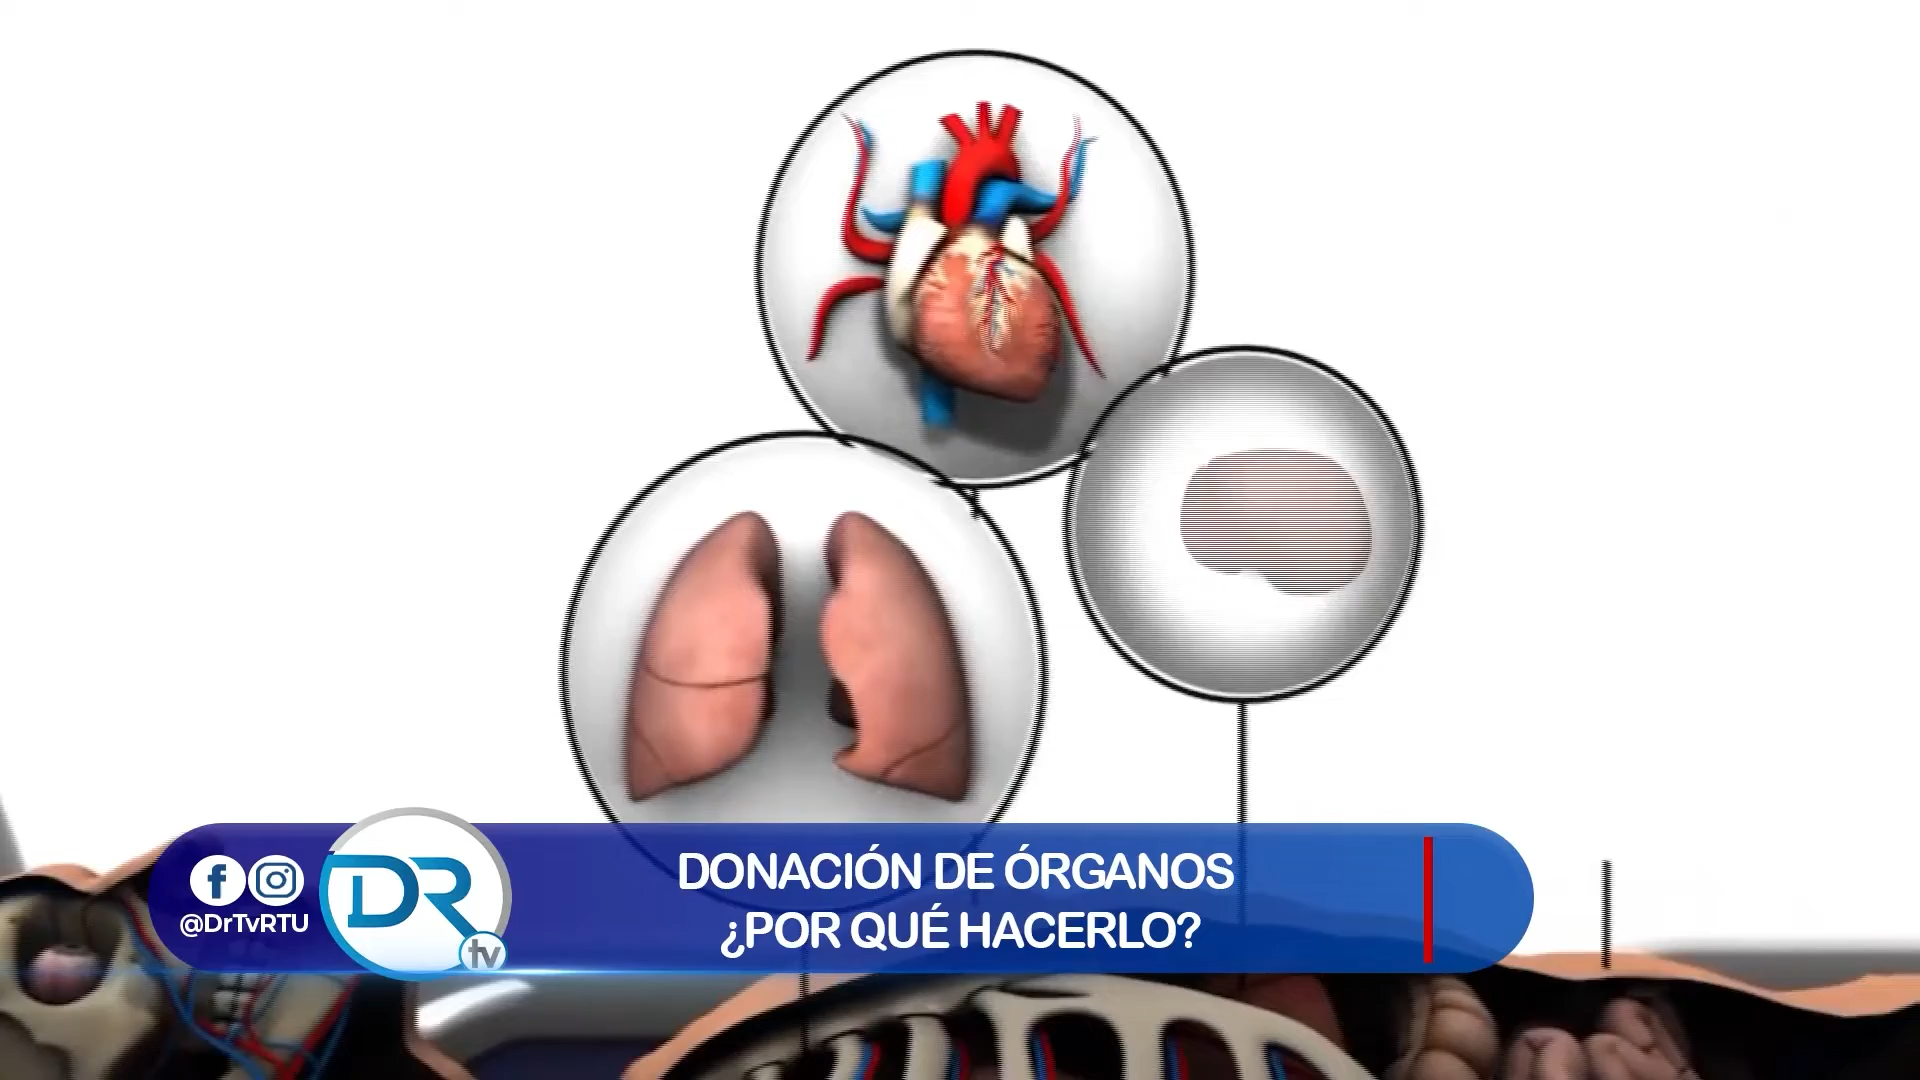 DONACIÓN DE ÓRGANOS
¿POR QUÉ HACERLO?
@DrTvRTU
DR
tv